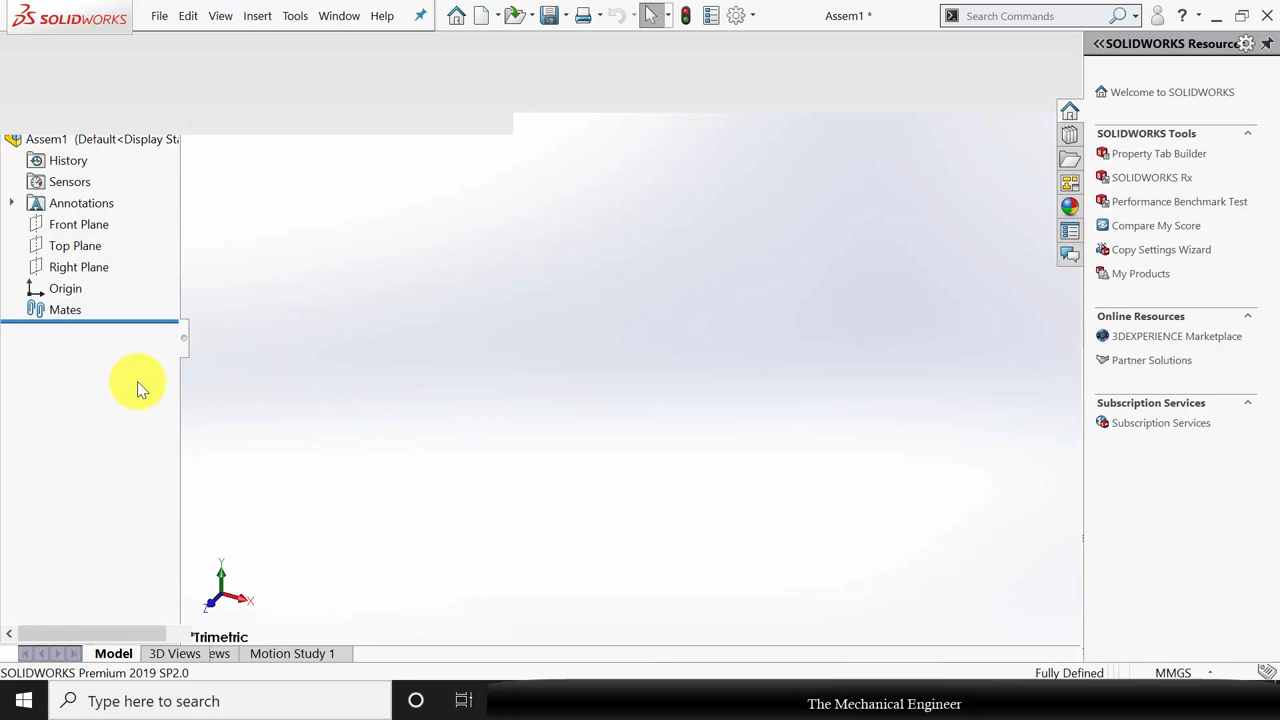 SOLIDWORKS File Edit View Insert Tools Window Help Assem1 * Search Commands ?
SOLIDWORKS Resourc
Welcome to SOLIDWORKS
SOLIDWORKS Tools
Property Tab Builder
SOLIDWORKS Rx
Performance Benchmark Test
Compare My Score
Copy Settings Wizard
My Products
Online Resources
3DEXPERIENCE Marketplace
Partner Solutions
Subscription Services
Subscription Services
Assem1 (Default<Display Sta
History
Sensors
Annotations
Front Plane
Top Plane
Right Plane
Origin
Mates
Y
X
Z
*Trimetric
Model 3D Views ews Motion Study 1
SOLIDWORKS Premium 2019 SP2.0 Fully Defined MMGS
Type here to search
The Mechanical Engineer